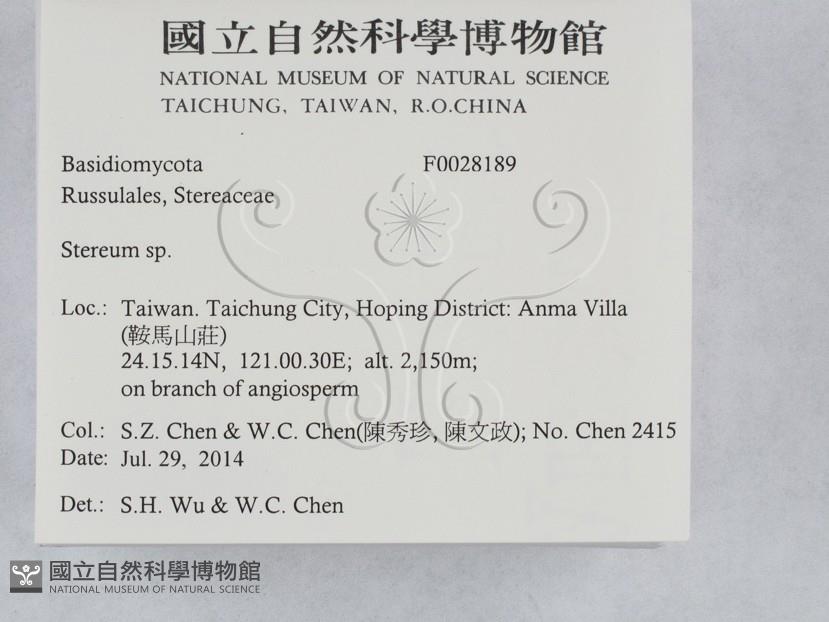 國立自然科學博物館
NATIONAL MUSEUM OF NATURAL SCIENCE
TAICHUNG, TAIWAN, R.O.CHINA
Basidiomycota F0028189
Russulales, Stereaceae
Stereum sp.
Loc.: Taiwan. Taichung City, Hoping District: Anma Villa
(鞍馬山莊)
24.15.14N, 121.00.30E; alt. 2,150m;
on branch of angiosperm
Col.: S.Z. Chen & W.C. Chen(陳秀珍, 陳文政); No. Chen 2415
Date: Jul. 29, 2014
Det.: S.H. Wu & W.C. Chen
國立自然科學博物館
NATIONAL MUSEUM OF NATURAL SCIENCE